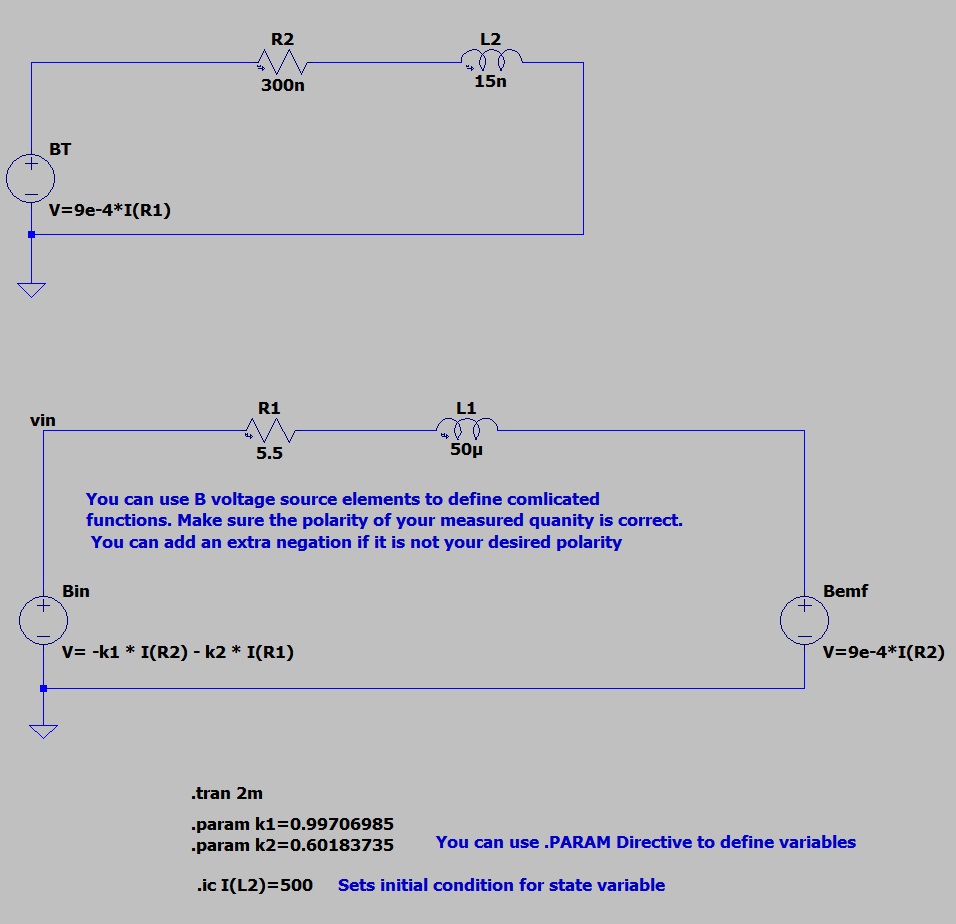 R2
300n
L2
15n
BT
V=9e-4*I(R1)
vin
R1
5.5
L1
50µ
You can use B voltage source elements to define comlicated
functions. Make sure the polarity of your measured quanity is correct.
You can add an extra negation if it is not your desired polarity
Bin
V= -k1 * I(R2) - k2 * I(R1)
Bemf
V=9e-4*I(R2)
.tran 2m
.param k1=0.99706985
.param k2=0.60183735
You can use .PARAM Directive to define variables
.ic I(L2)=500
Sets initial condition for state variable